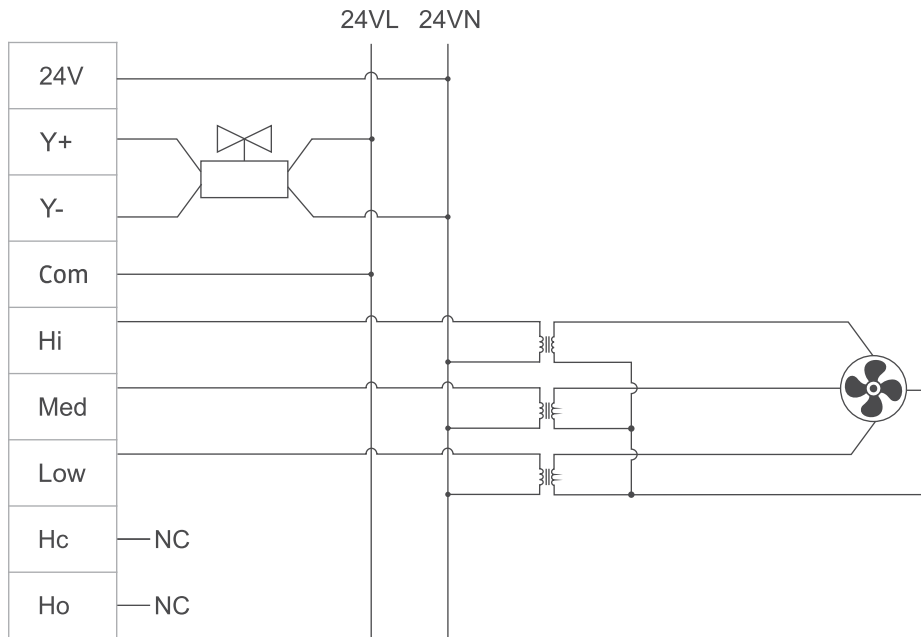 24VL 24VN
24V
Y+
Y-
Com
Hi
Med
Low
Hc NC
Ho NC